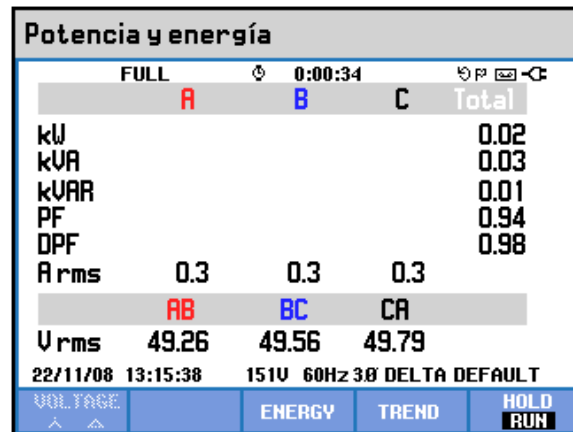 Potencia y energía
FULL 0:00:34
A B C Total
kW 0.02
kVA 0.03
kVAR 0.01
PF 0.94
DPF 0.98
A rms 0.3 0.3 0.3
AB BC CA
V rms 49.26 49.56 49.79
22/11/08 13:15:38 151V 60Hz 3Ø DELTA DEFAULT
VOLTAGE ENERGY TREND HOLD
RUN